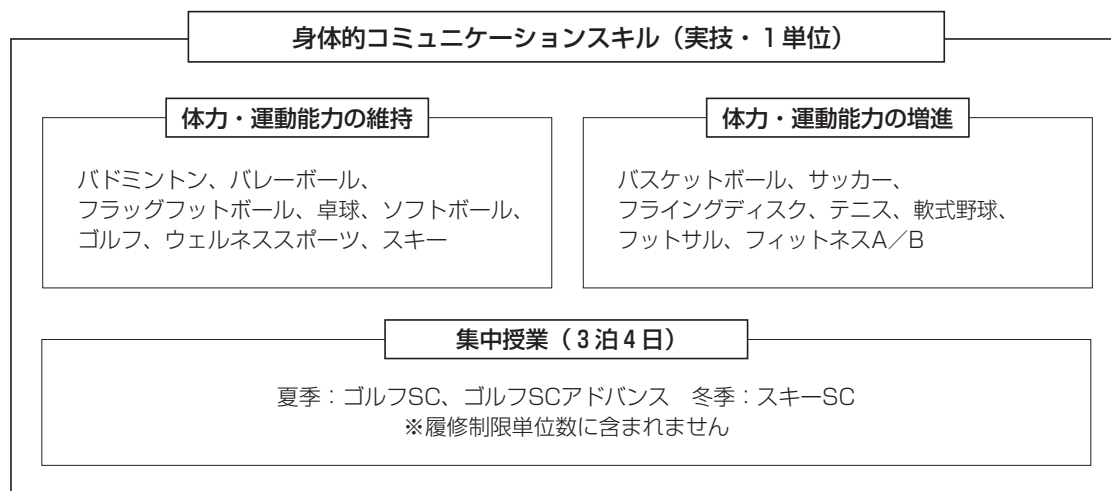 身体的コミュニケーションスキル（実技・1単位）
体力・運動能力の維持
バドミントン、バレーボール、
フラッグフットボール、卓球、ソフトボール、
ゴルフ、ウェルネススポーツ、スキー
体力・運動能力の増進
バスケットボール、サッカー、
フライングディスク、テニス、軟式野球、
フットサル、フィットネスA／B
集中授業（3泊4日）
夏季：ゴルフSC、ゴルフSCアドバンス　冬季：スキーSC
※履修制限単位数に含まれません